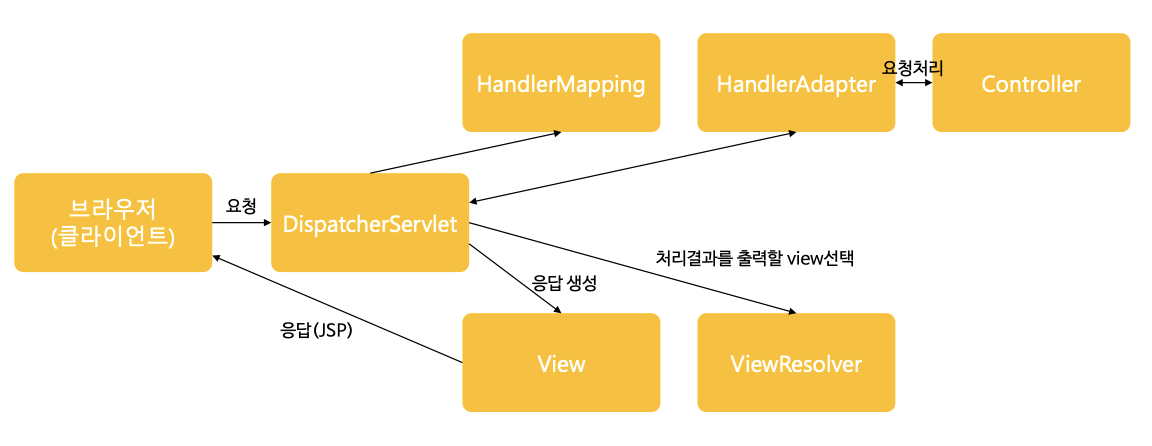 HandlerMapping
HandlerAdapter
요청처리
Controller
브라우저
(클라이언트)
요청
DispatcherServlet
처리결과를 출력할 view선택
응답 생성
응답(JSP)
View
ViewResolver